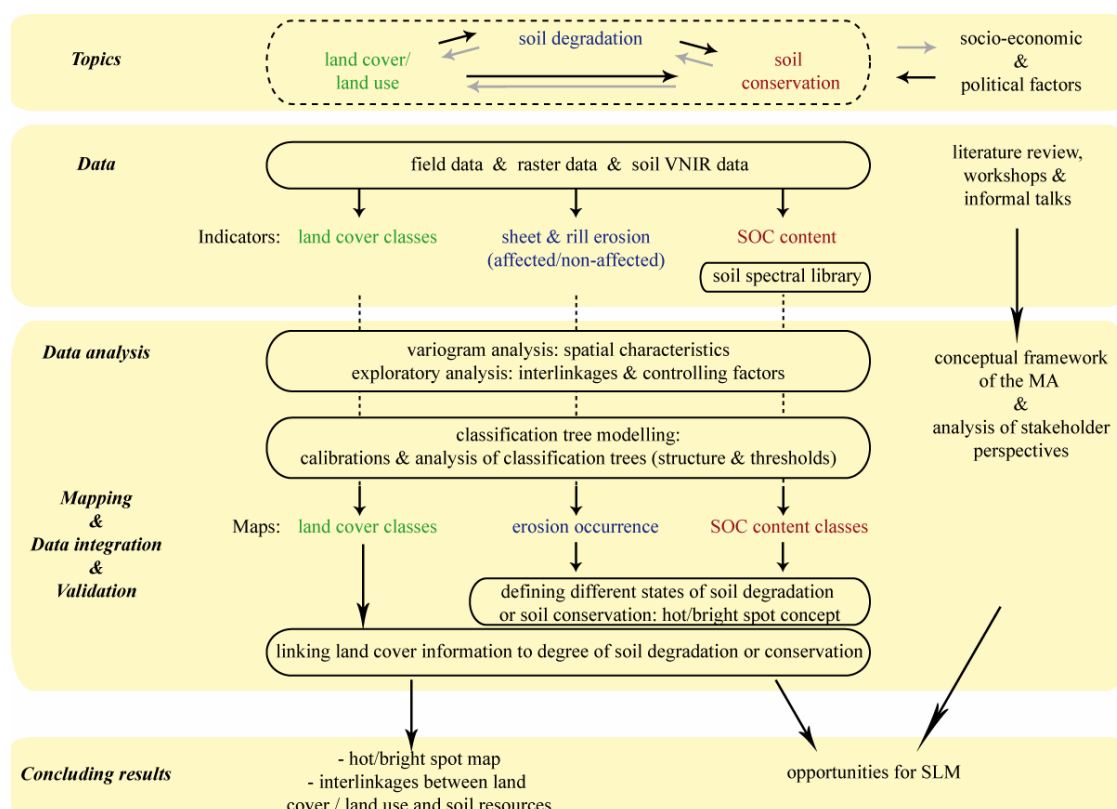 Topics
land cover/
land use
soil degradation
soil
conservation
socio-economic
&
political factors
Data
field data & raster data & soil VNIR data
literature review,
workshops &
informal talks
Indicators: land cover classes
sheet & rill erosion
(affected/non-affected)
SOC content
soil spectral library
Data analysis
variogram analysis: spatial characteristics
exploratory analysis: interlinkages & controlling factors
conceptual framework
of the MA
&
analysis of stakeholder
perspectives
classification tree modelling:
calibrations & analysis of classification trees (structure & thresholds)
Mapping
&
Data integration
&
Validation
Maps: land cover classes
erosion occurrence
SOC content classes
defining different states of soil degradation
or soil conservation: hot/bright spot concept
linking land cover information to degree of soil degradation or conservation
Concluding results
- hot/bright spot map
- interlinkages between land
cover / land use and soil resources
opportunities for SLM